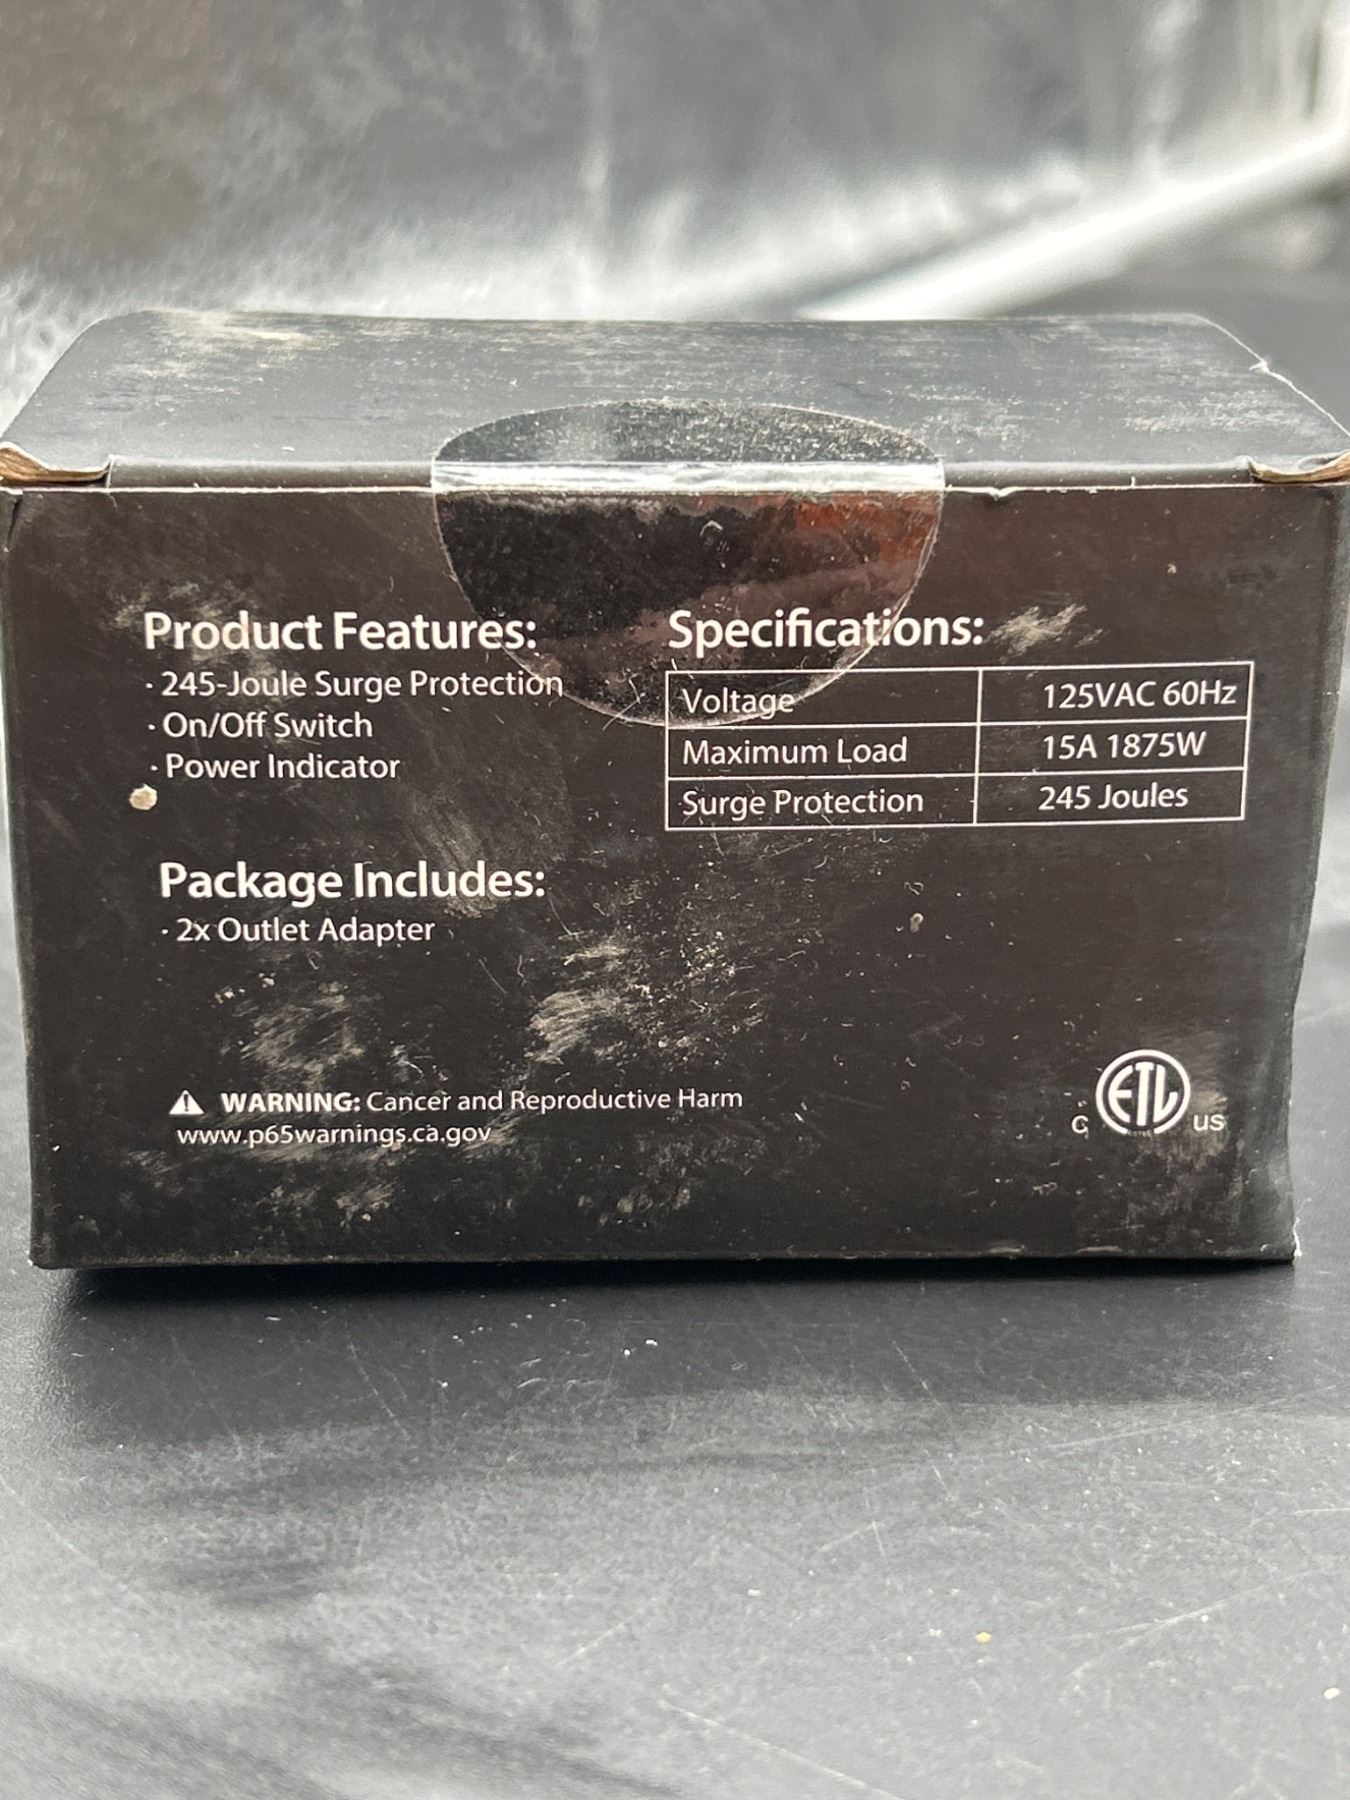 Product Features:
· 245-Joule Surge Protection
· On/Off Switch
· Power Indicator
Specifications:
Voltage 125VAC 60Hz
Maximum Load 15A 1875W
Surge Protection 245 Joules
Package Includes:
· 2x Outlet Adapter
WARNING: Cancer and Reproductive Harm
www.p65warnings.ca.gov
C ETL US